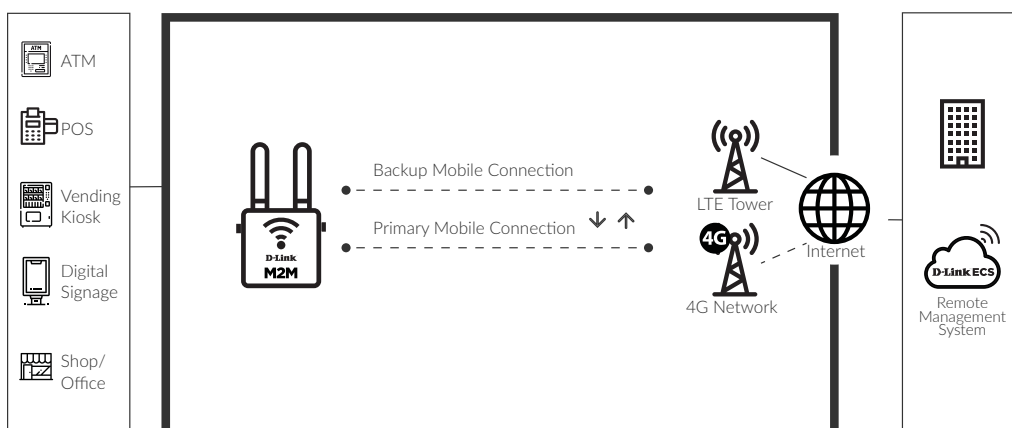 ATM
ATM
POS
Vending
Kiosk
Digital
Signage
Shop/
Office
D-Link
M2M
Backup Mobile Connection
Primary Mobile Connection
LTE Tower
4G
4G Network
Internet
D-Link ECS
Remote
Management
System